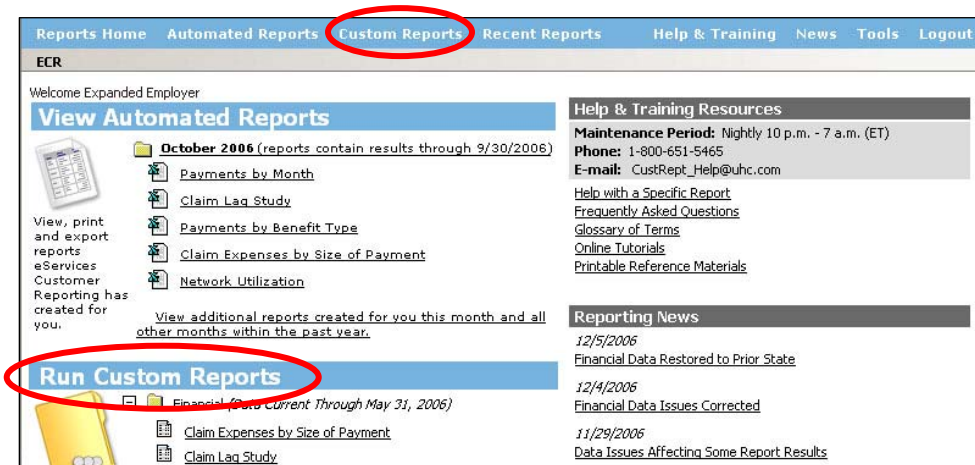 Reports Home Automated Reports Custom Reports Recent Reports Help & Training News Tools Logout
ECR
Welcome Expanded Employer
View Automated Reports
October 2006 (reports contain results through 9/30/2006)
Payments by Month
Claim Lag Study
Payments by Benefit Type
Claim Expenses by Size of Payment
Network Utilization
View, print
and export
reports
eServices
Customer
Reporting has
created for
you.
View additional reports created for you this month and all
other months within the past year.
Run Custom Reports
Financial (Data Current Through May 31, 2006)
Claim Expenses by Size of Payment
Claim Lag Study
Help & Training Resources
Maintenance Period: Nightly 10 p.m. - 7 a.m. (ET)
Phone: 1-800-651-5465
E-mail: CustRept_Help@uhc.com
Help with a Specific Report
Frequently Asked Questions
Glossary of Terms
Online Tutorials
Printable Reference Materials
Reporting News
12/5/2006
Financial Data Restored to Prior State
12/4/2006
Financial Data Issues Corrected
11/29/2006
Data Issues Affecting Some Report Results